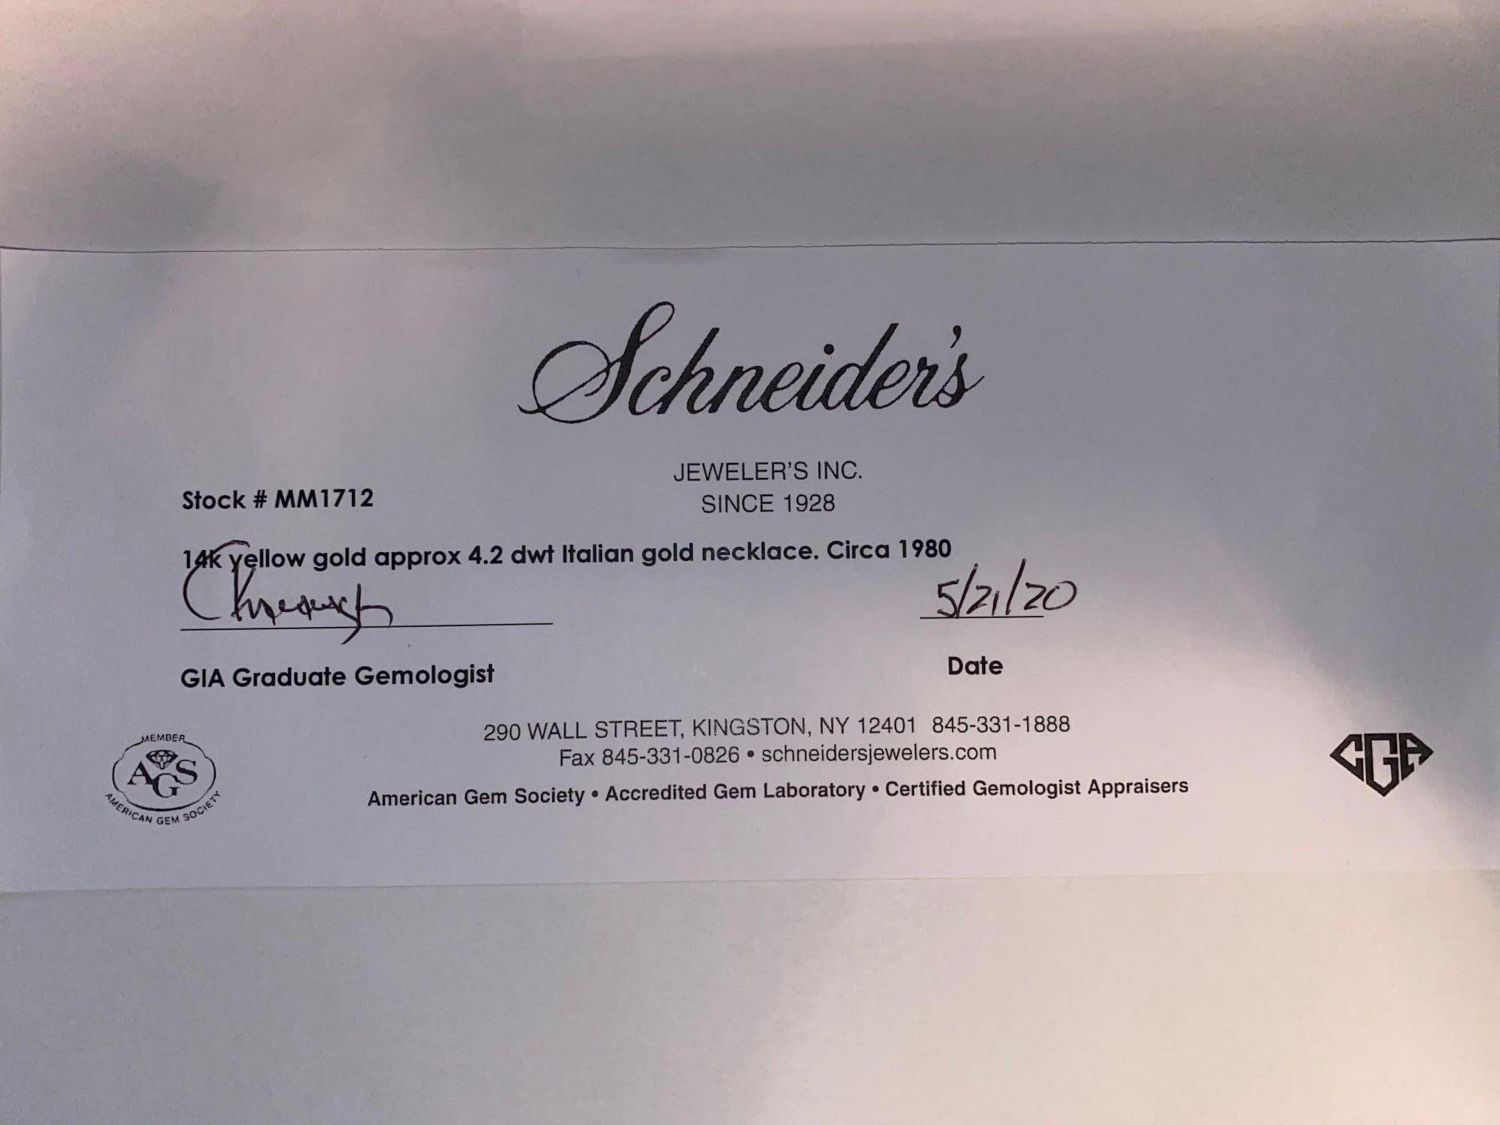 Schneider's
JEWELER'S INC.
SINCE 1928
Stock # MM1712
14K yellow gold approx 4.2 dwt Italian gold necklace. Circa 1980
5/21/20
GIA Graduate Gemologist
Date
290 WALL STREET, KINGSTON, NY 12401 845-331-1888
Fax 845-331-0826 • schneidersjewelers.com
American Gem Society • Accredited Gem Laboratory • Certified Gemologist Appraisers
MEMBER
AGS
AMERICAN GEM SOCIETY
CGA